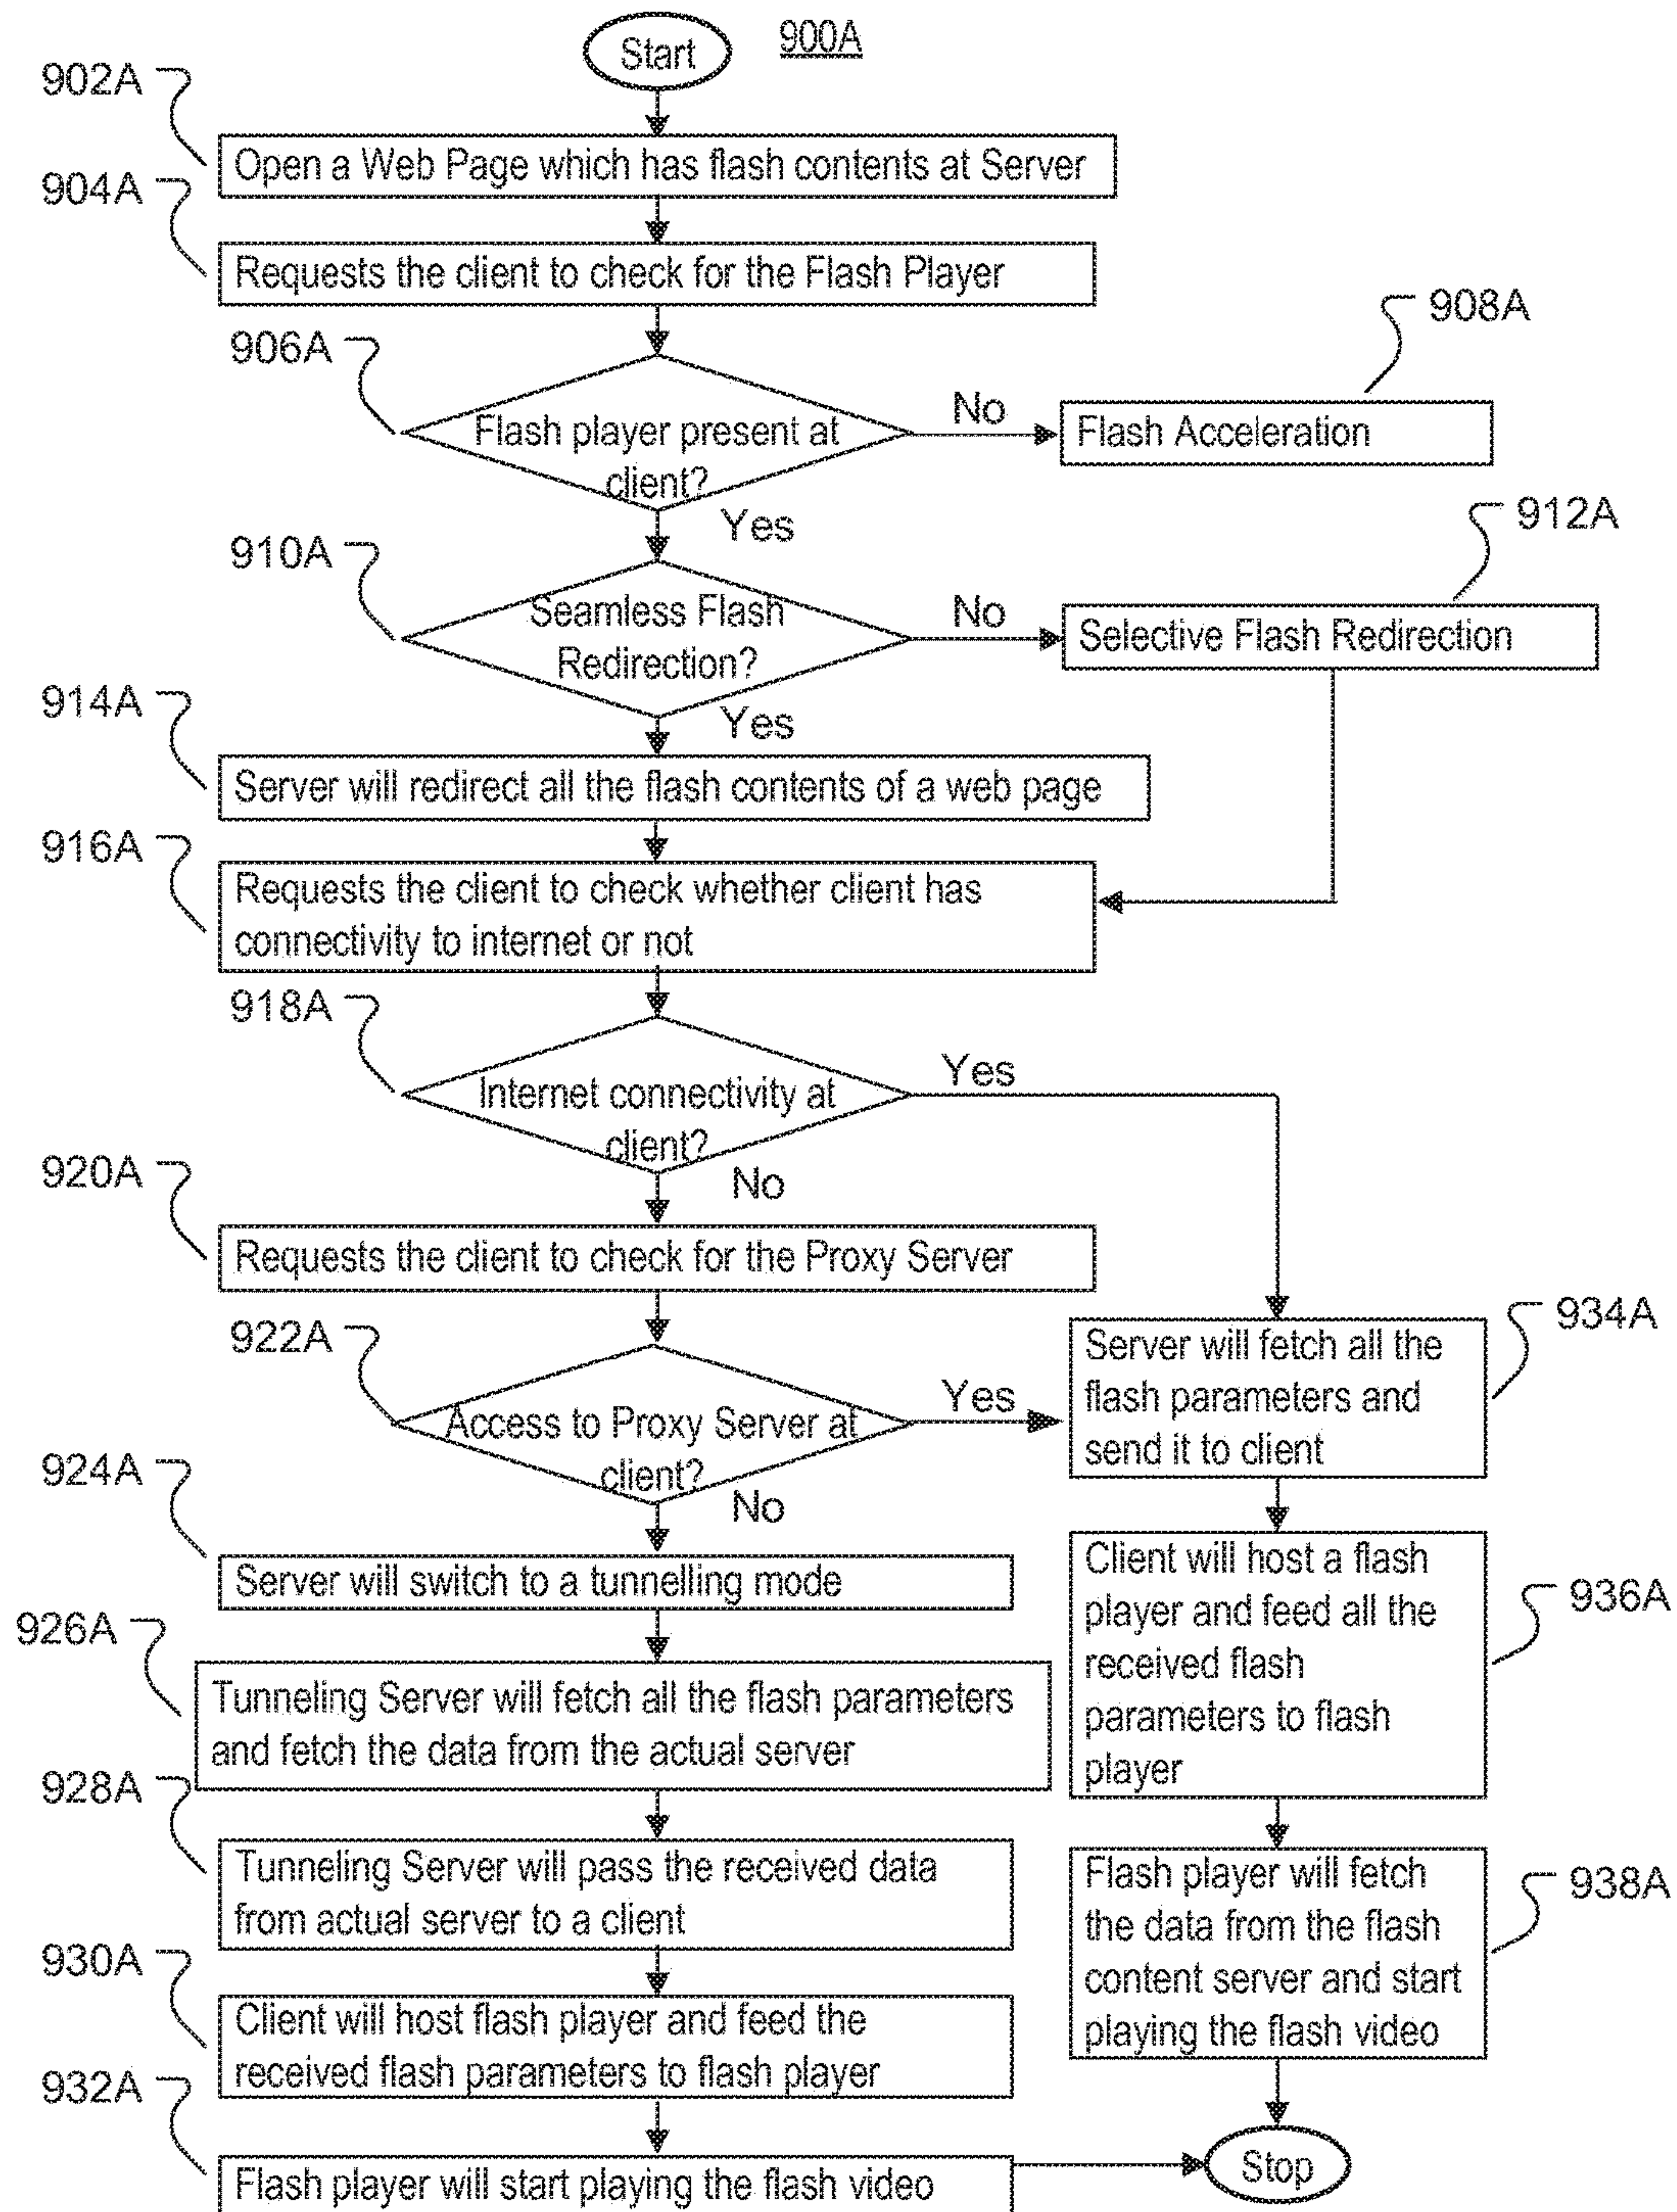 Start
900A
902A
Open a Web Page which has flash contents at Server
904A
Requests the client to check for the Flash Player
906A
Flash player present at
client?
No
908A
Flash Acceleration
Yes
910A
Seamless Flash
Redirection?
No
912A
Selective Flash Redirection
Yes
914A
Server will redirect all the flash contents of a web page
916A
Requests the client to check whether client has
connectivity to internet or not
918A
Internet connectivity at
client?
Yes
No
920A
Requests the client to check for the Proxy Server
922A
Access to Proxy Server at
client?
Yes
No
924A
Server will switch to a tunnelling mode
926A
Tunneling Server will fetch all the flash parameters
and fetch the data from the actual server
928A
Tunneling Server will pass the received data
from actual server to a client
930A
Client will host flash player and feed the
received flash parameters to flash player
932A
Flash player will start playing the flash video
934A
Server will fetch all the
flash parameters and
send it to client
936A
Client will host a flash
player and feed all the
received flash
parameters to flash
player
938A
Flash player will fetch
the data from the flash
content server and start
playing the flash video
Stop